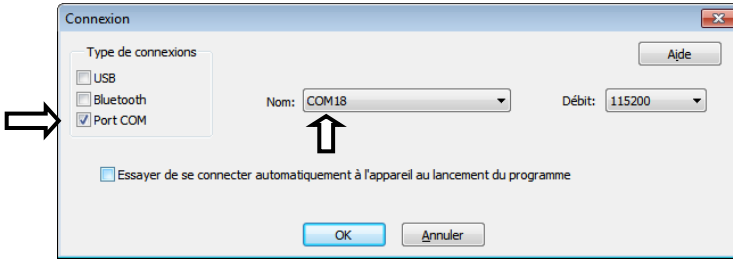 Connexion
Type de connexions
Aide
USB
Bluetooth
Nom: COM18 Débit: 115200
Port COM
Essayer de se connecter automatiquement à l'appareil au lancement du programme
OK Annuler